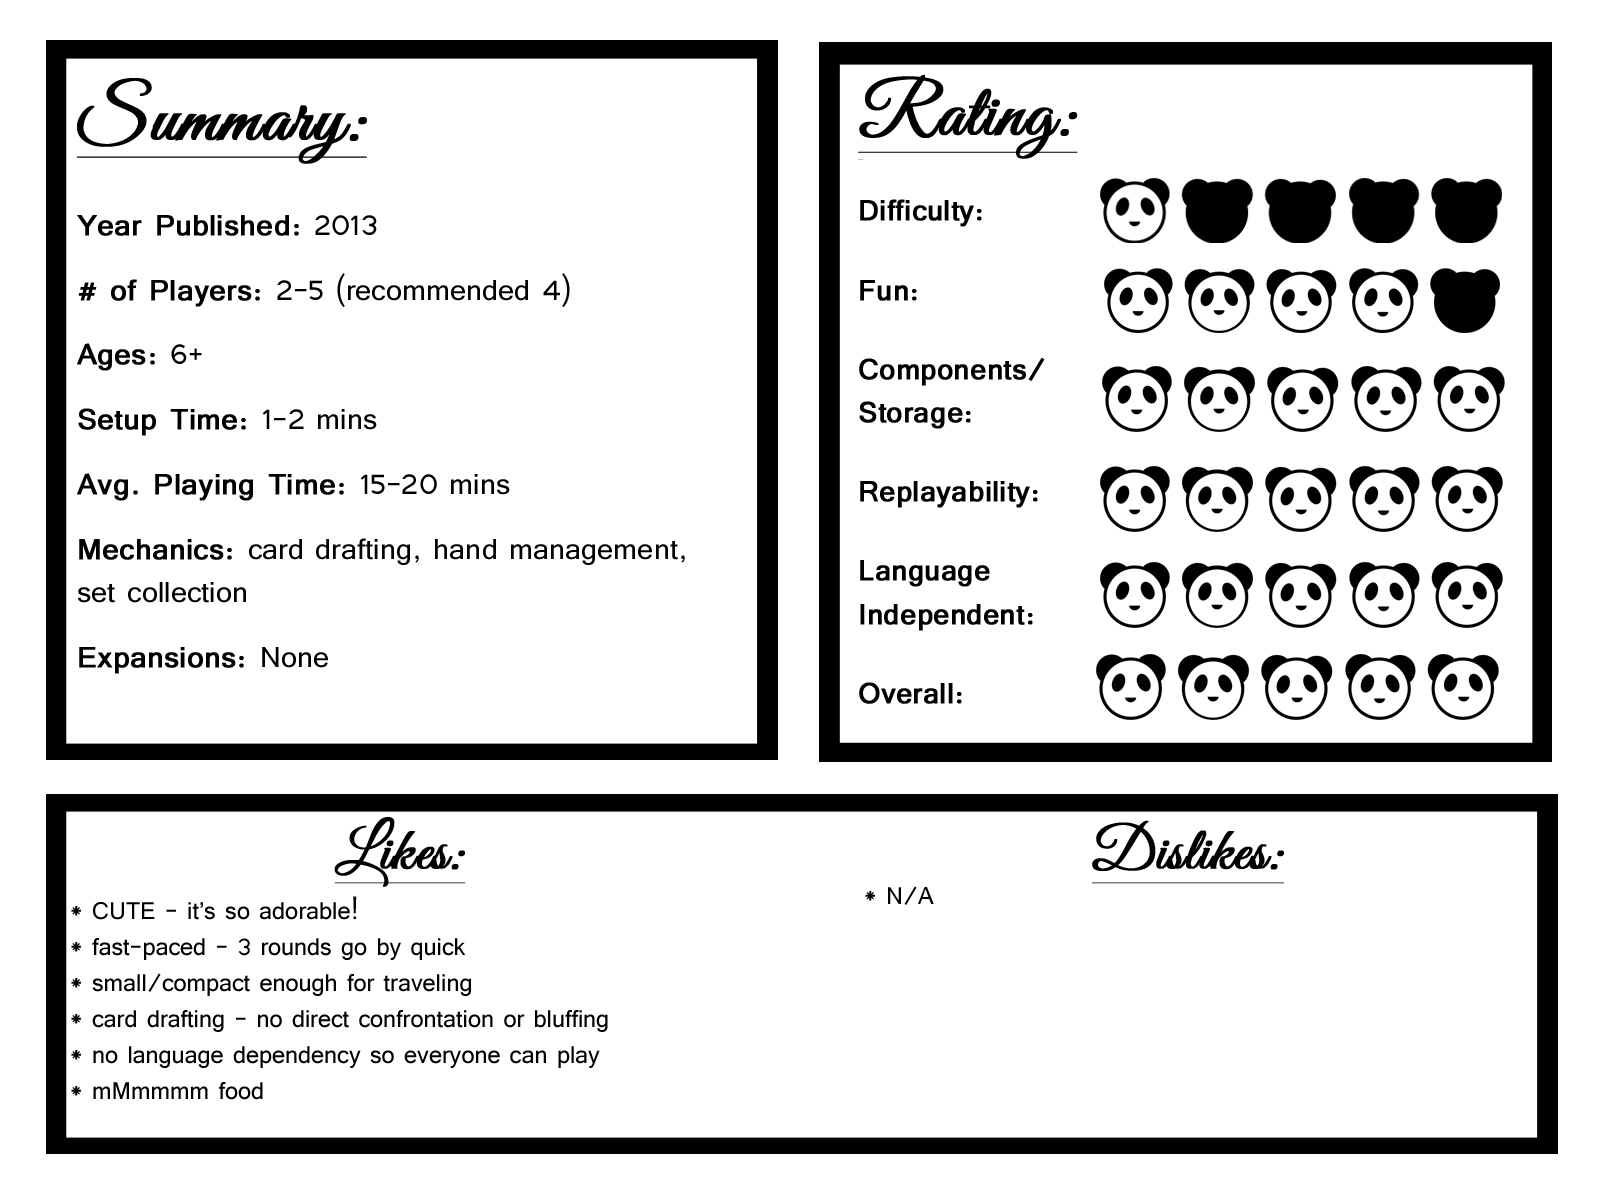 Summary:
Year Published: 2013
# of Players: 2-5 (recommended 4)
Ages: 6+
Setup Time: 1-2 mins
Avg. Playing Time: 15-20 mins
Mechanics: card drafting, hand management,
set collection
Expansions: None
Rating:
Difficulty:
Fun:
Components/
Storage:
Replayability:
Language
Independent:
Overall:
Likes:
* CUTE - it's so adorable!
* fast-paced - 3 rounds go by quick
* small/compact enough for traveling
* card drafting - no direct confrontation or bluffing
* no language dependency so everyone can play
* mMmmmm food
Dislikes:
* N/A